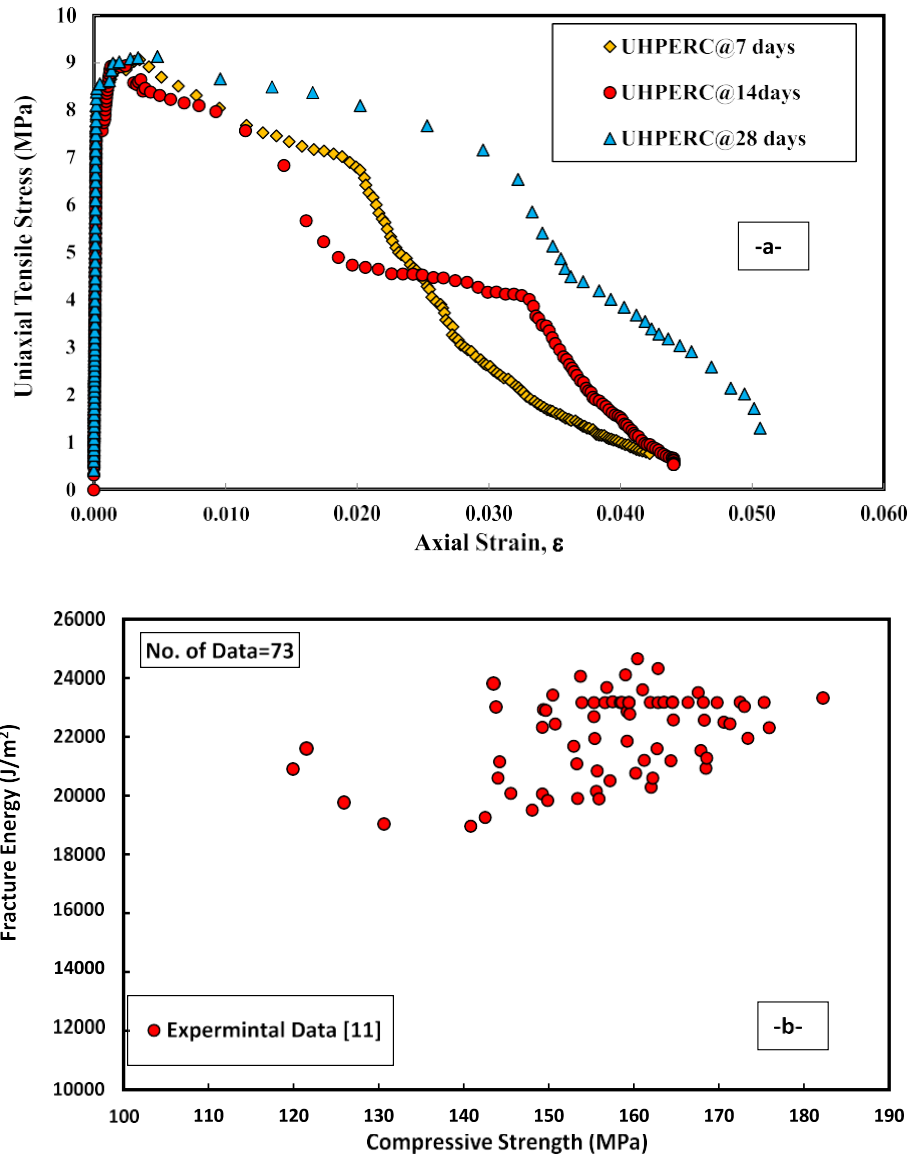 10
9
8
7
6
5
4
3
2
1
0
Uniaxial Tensile Stress (MPa)
UHPERC@7 days
UHPERC@14days
UHPERC@28 days
-a-
0.000 0.010 0.020 0.030 0.040 0.050 0.060
Axial Strain, ε
26000
24000
22000
20000
18000
16000
14000
12000
10000
Fracture Energy (J/m²)
No. of Data=73
Expermintal Data [11]
-b-
100 110 120 130 140 150 160 170 180 190
Compressive Strength (MPa)